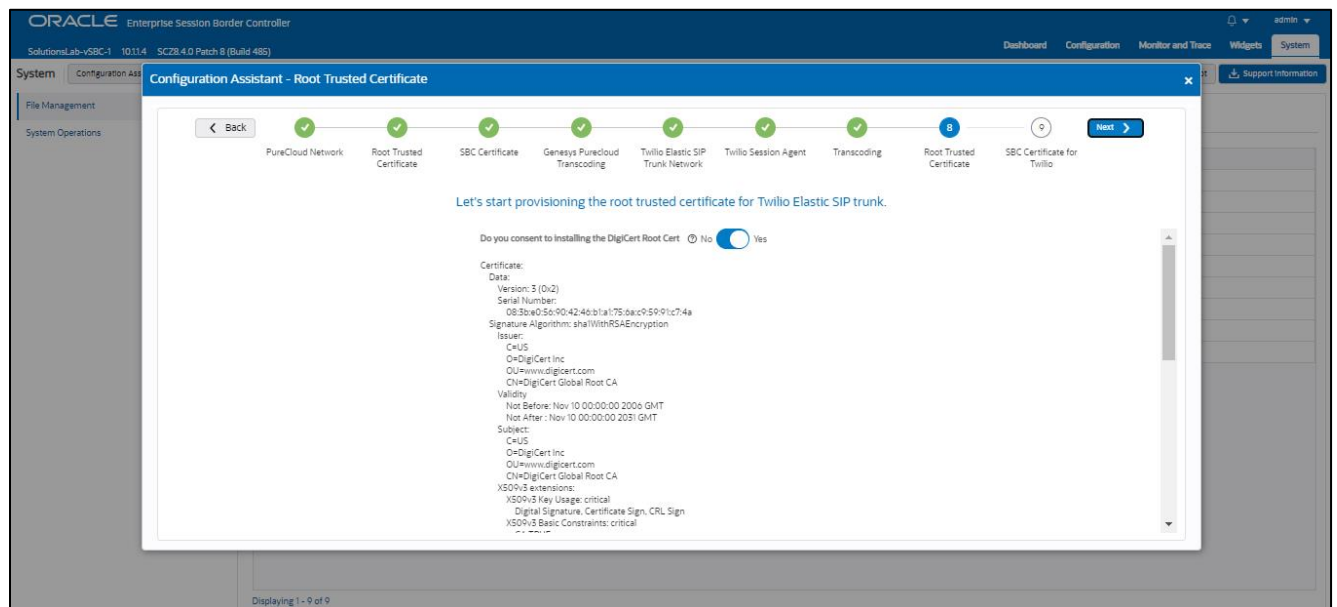 ORACLE Enterprise Session Border Controller
admin
SolutionsLab-vSBC-1 10.1.1.4 SCZ8.4.0 Patch 8 (Build 485)
Dashboard Configuration Monitor and Trace Widgets System
System Configuration Ass
Support Information
Configuration Assistant - Root Trusted Certificate
File Management
System Operations
Back
8 9
Next
PureCloud Network
Root Trusted Certificate
SBC Certificate
Genesys Purecloud Transcoding
Twilio Elastic SIP Trunk Network
Twilio Session Agent
Transcoding
Root Trusted Certificate
SBC Certificate for Twilio
Let's start provisioning the root trusted certificate for Twilio Elastic SIP trunk.
Do you consent to installing the DigiCert Root Cert ? No Yes
Certificate:
Data:
Version: 3 (0x2)
Serial Number:
08:3b:e0:56:90:42:46:b1:a1:75:6a:c9:59:91:c7:4a
Signature Algorithm: sha1WithRSAEncryption
Issuer:
C=US
O=DigiCert Inc
OU=www.digicert.com
CN=DigiCert Global Root CA
Validity
Not Before: Nov 10 00:00:00 2006 GMT
Not After : Nov 10 00:00:00 2031 GMT
Subject:
C=US
O=DigiCert Inc
OU=www.digicert.com
CN=DigiCert Global Root CA
X509v3 extensions:
X509v3 Key Usage: critical
Digital Signature, Certificate Sign, CRL Sign
X509v3 Basic Constraints: critical
Displaying 1 - 9 of 9